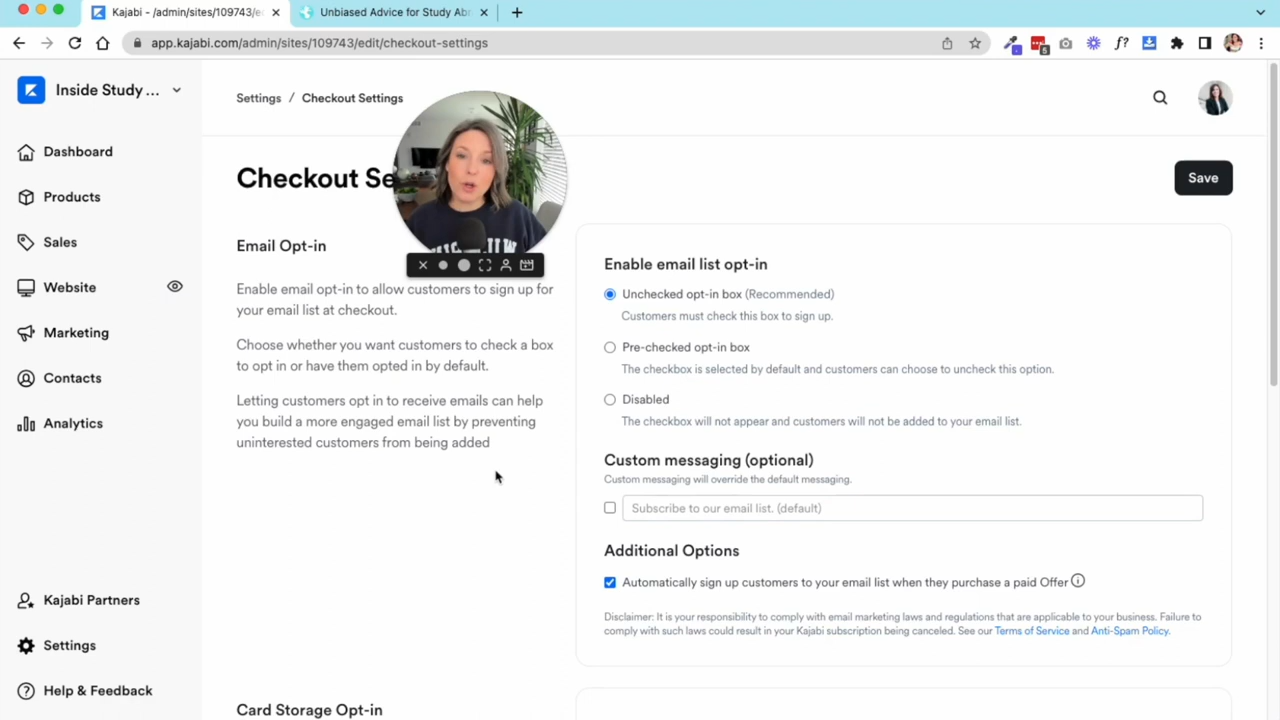 Kajabi - /admin/sites/109743/e
Unbiased Advice for Study Abr
app.kajabi.com/admin/sites/109743/edit/checkout-settings
5
f?
Inside Study ...
Settings / Checkout Settings
Dashboard
Products
Sales
Website
Marketing
Contacts
Analytics
Kajabi Partners
Settings
Help & Feedback
Checkout Se
Save
Email Opt-in
Enable email opt-in to allow customers to sign up for
your email list at checkout.
Choose whether you want customers to check a box
to opt in or have them opted in by default.
Letting customers opt in to receive emails can help
you build a more engaged email list by preventing
uninterested customers from being added
Enable email list opt-in
Unchecked opt-in box (Recommended)
Customers must check this box to sign up.
Pre-checked opt-in box
The checkbox is selected by default and customers can choose to uncheck this option.
Disabled
The checkbox will not appear and customers will not be added to your email list.
Custom messaging (optional)
Custom messaging will override the default messaging.
Subscribe to our email list. (default)
Additional Options
Automatically sign up customers to your email list when they purchase a paid Offer
Disclaimer: It is your responsibility to comply with email marketing laws and regulations that are applicable to your business. Failure to
comply with such laws could result in your Kajabi subscription being canceled. See our Terms of Service and Anti-Spam Policy.
Card Storage Opt-in